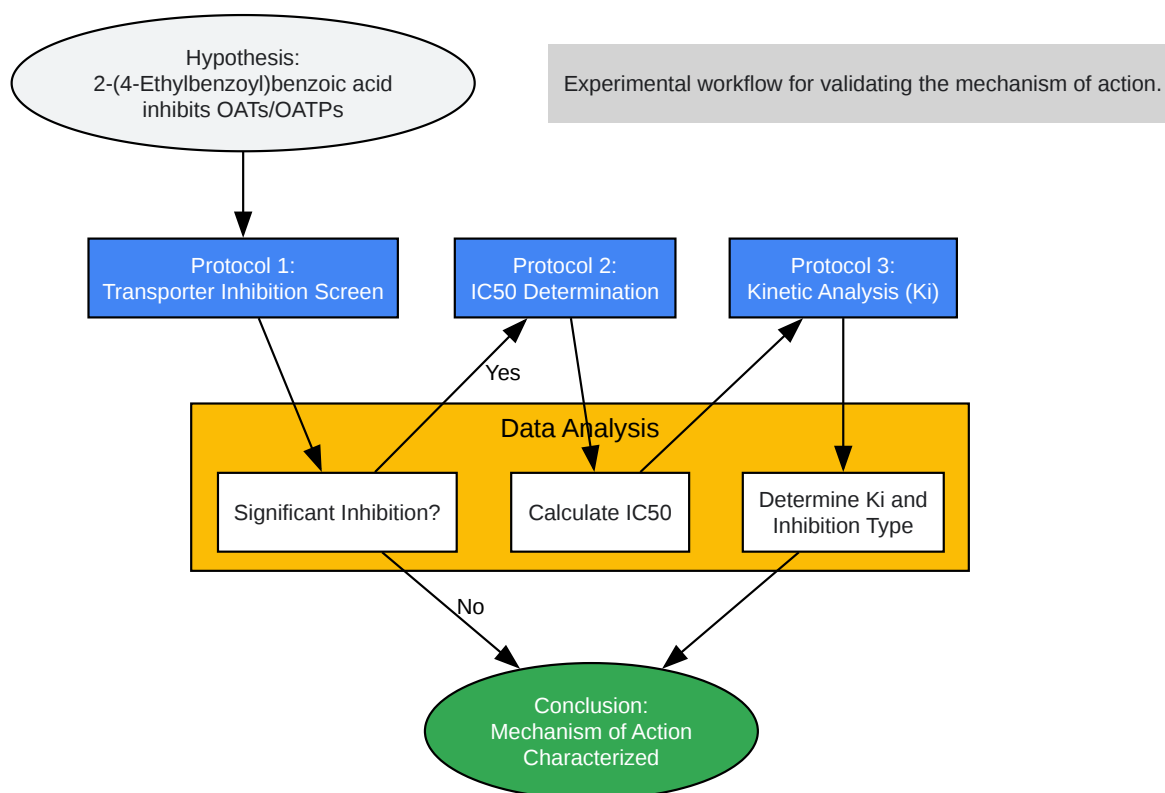 Hypothesis:
2-(4-Ethylbenzoyl)benzoic acid
inhibits OATs/OATPs
Experimental workflow for validating the mechanism of action.
Protocol 1:
Transporter Inhibition Screen
Protocol 2:
IC50 Determination
Protocol 3:
Kinetic Analysis (Ki)
Yes
Data Analysis
Significant Inhibition?
Calculate IC50
Determine Ki and
Inhibition Type
No
Conclusion:
Mechanism of Action
Characterized